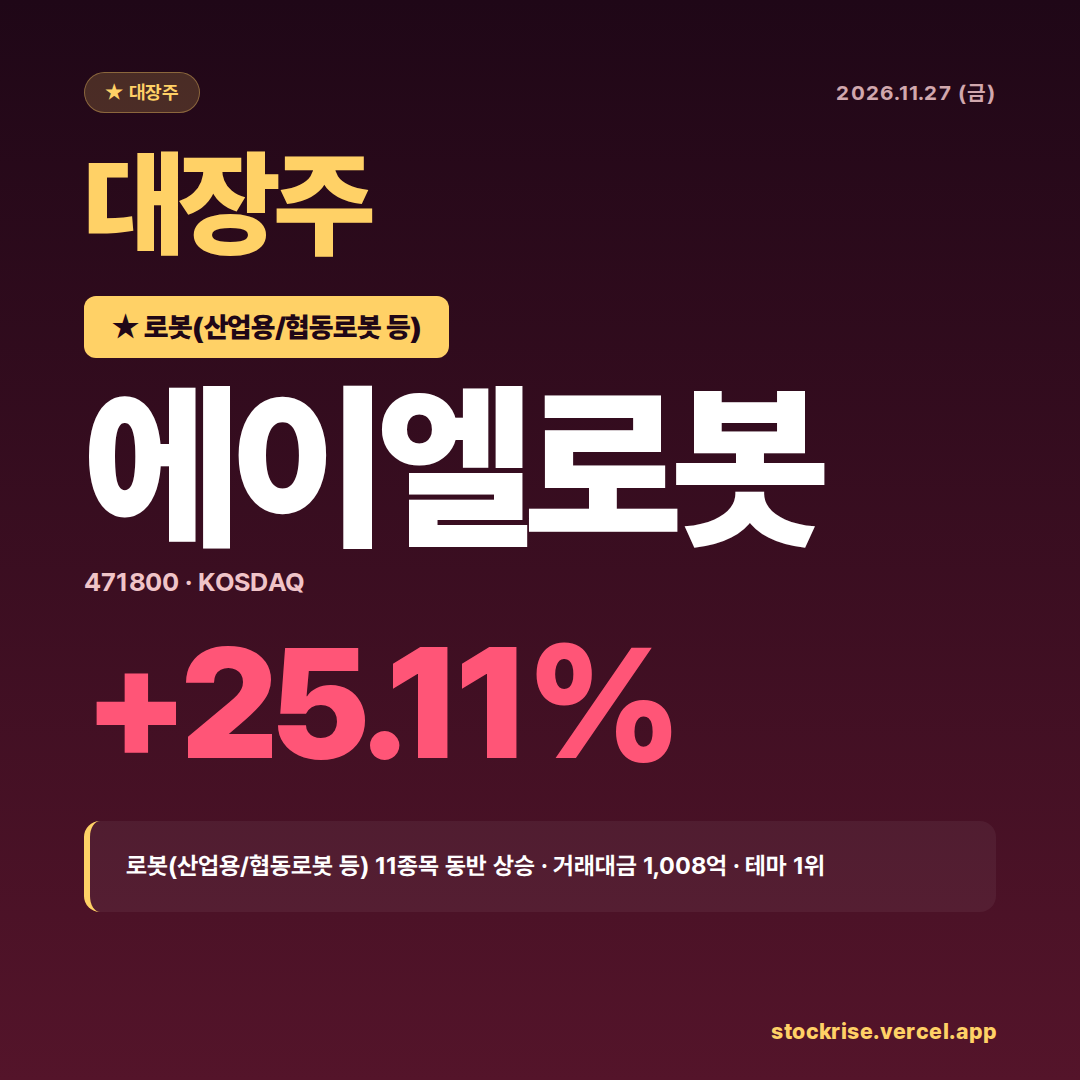 ★ 대장주
2026.11.27 (금)
대장주
★ 로봇(산업용/협동로봇 등)
에이엘로봇
471800 · KOSDAQ
+25.11%
로봇(산업용/협동로봇 등) 11종목 동반 상승 · 거래대금 1,008억 · 테마 1위
stockrise.vercel.app